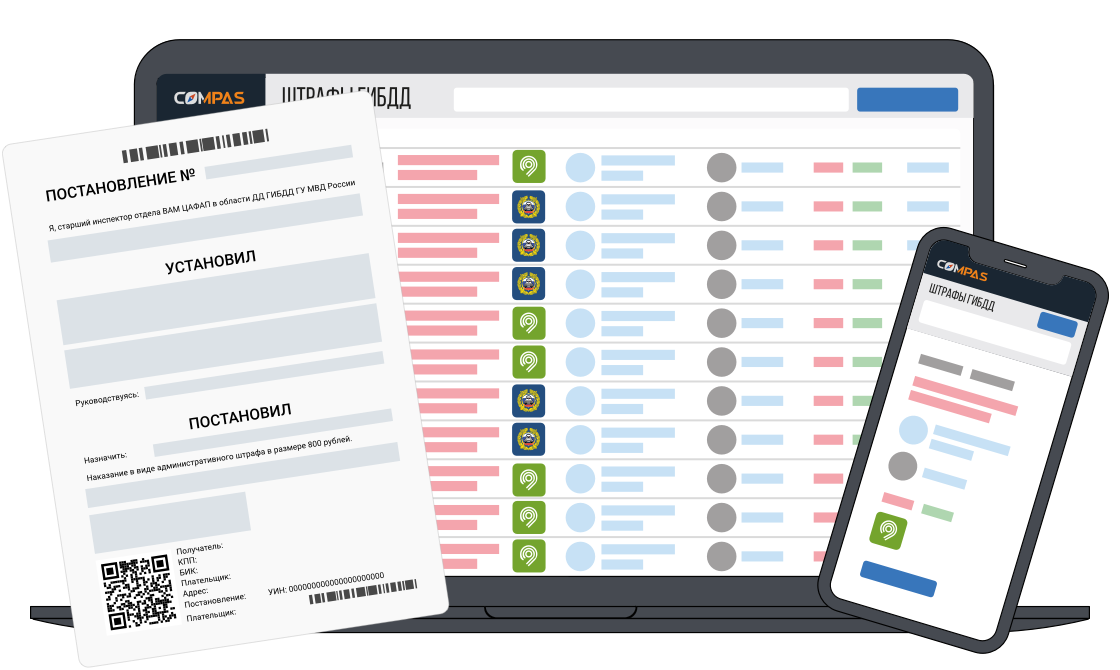 COMPAS
ШТРАФЫ ГИБДД
ПОСТАНОВЛЕНИЕ №
Я, старший инспектор отдела ВАМ ЦАФАП в области ДД ГИБДД ГУ МВД России
УСТАНОВИЛ
Руководствуясь:
ПОСТАНОВИЛ
Назначить:
Наказание в виде административного штрафа в размере 800 рублей.
Получатель:
КПП:
БИК:
Плательщик:
Адрес:
Постановление:
УИН: 00000000000000000000
Плательщик:
COMPAS
ШТРАФЫ ГИБДД